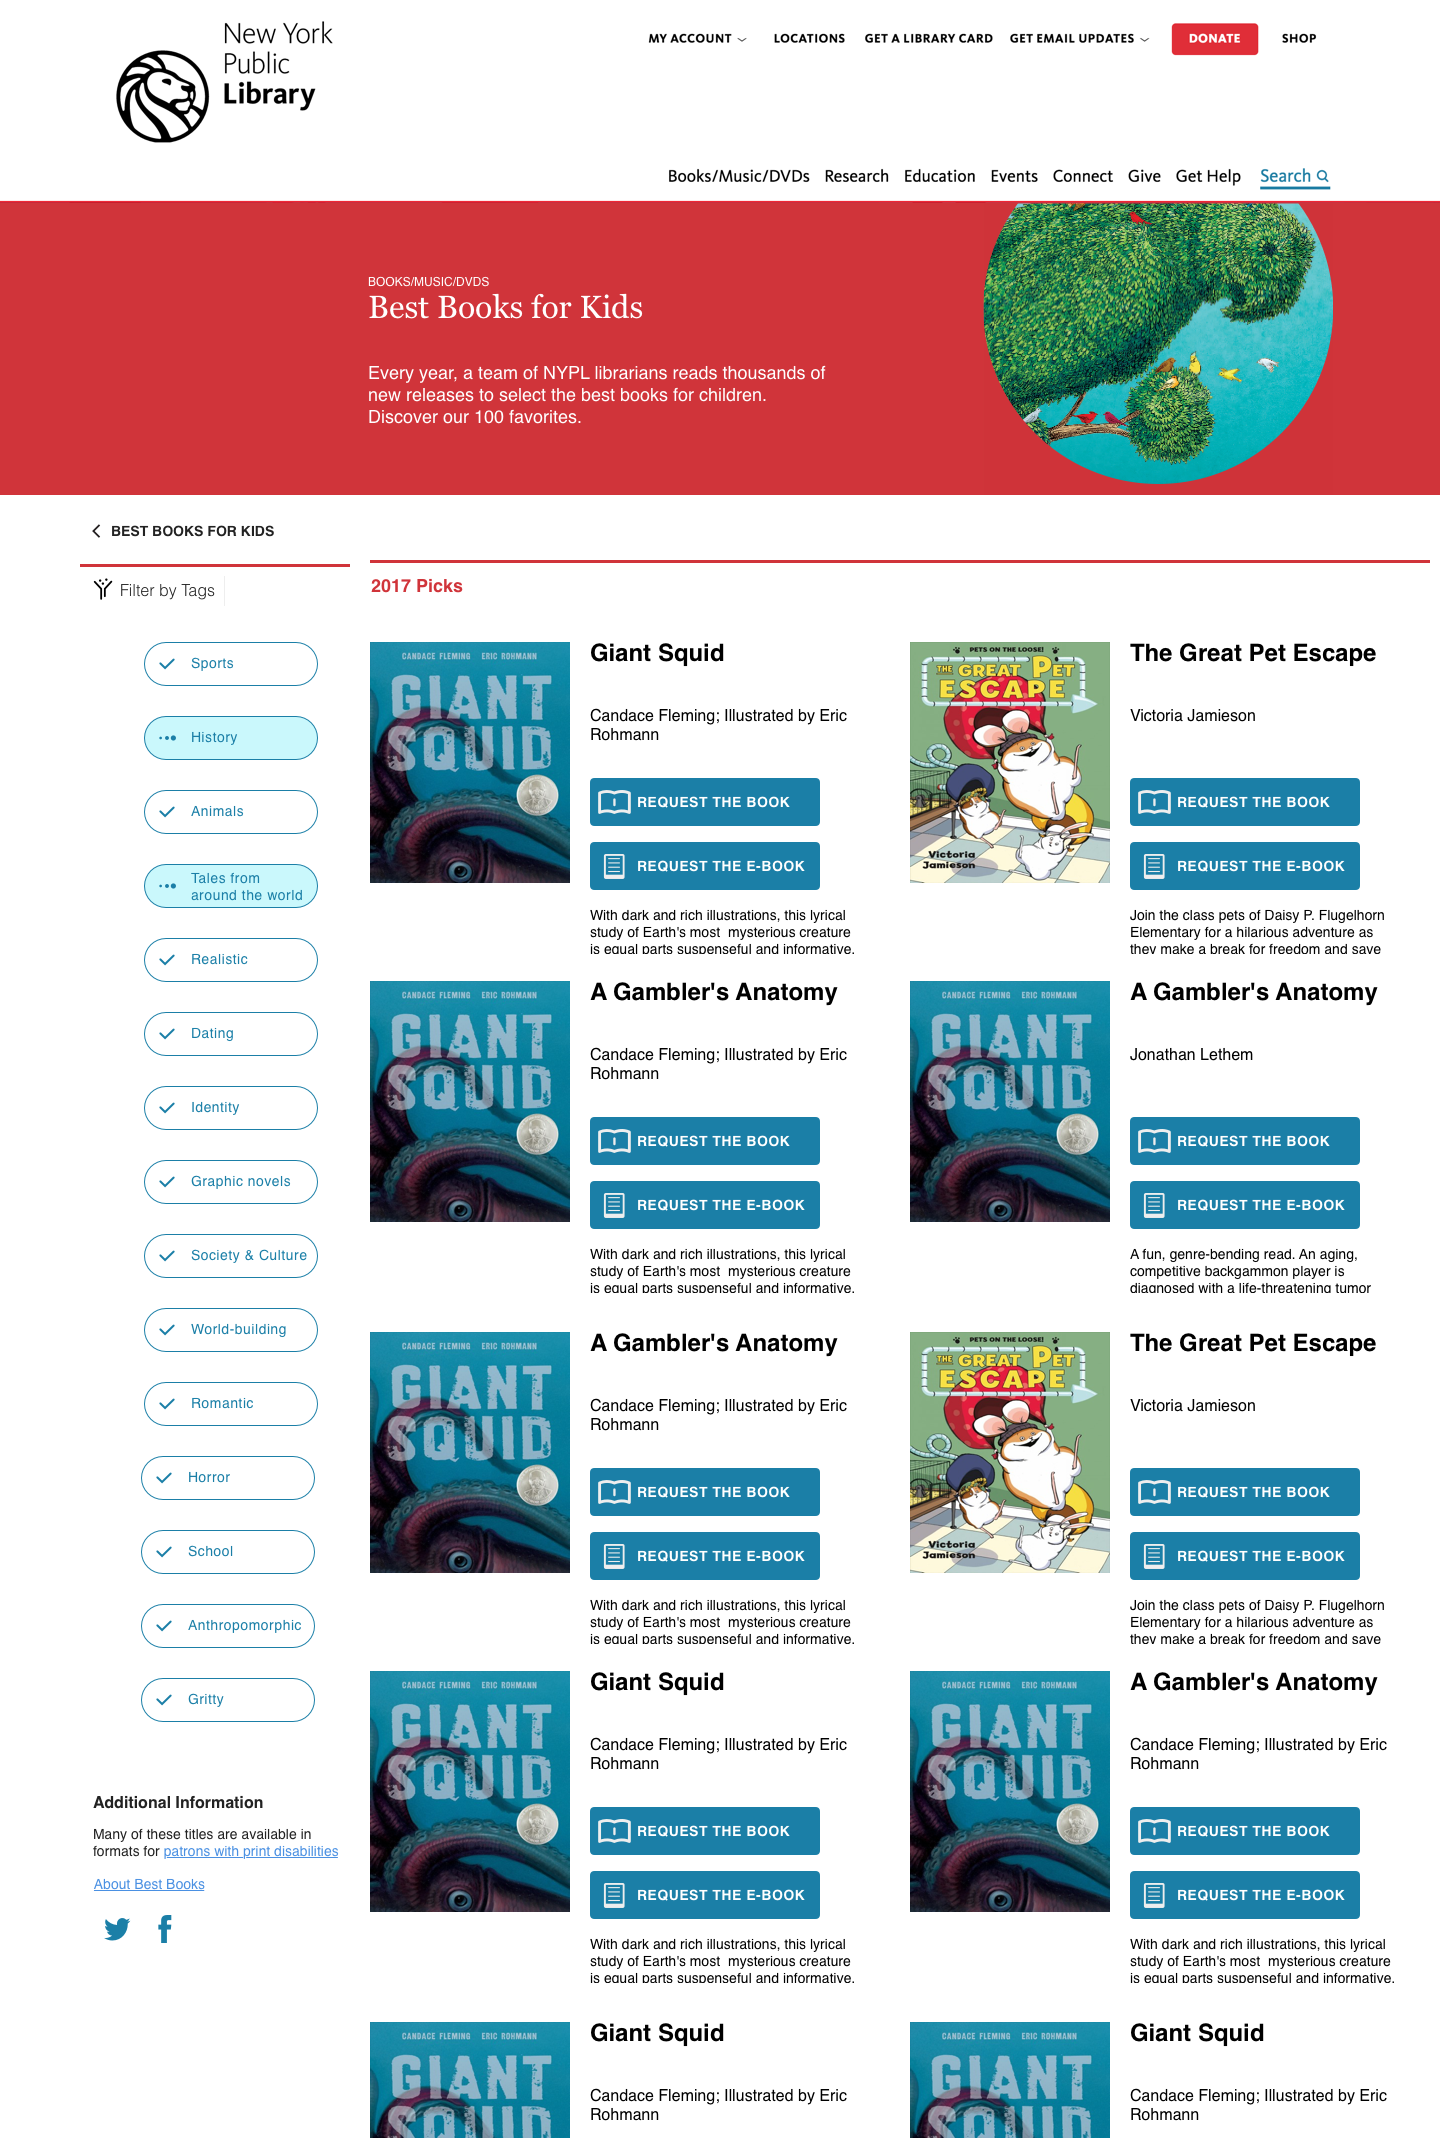 New York
Public
Library
MY ACCOUNT
LOCATIONS
GET A LIBRARY CARD
GET EMAIL UPDATES
DONATE
SHOP
Books/Music/DVDs
Research
Education
Events
Connect
Give
Get Help
Search
BOOKS/MUSIC/DVDS
Best Books for Kids
Every year, a team of NYPL librarians reads thousands of
new releases to select the best books for children.
Discover our 100 favorites.
BEST BOOKS FOR KIDS
Filter by Tags
Sports
History
Animals
Tales from
around the world
Realistic
Dating
Identity
Graphic novels
Society & Culture
World-building
Romantic
Horror
School
Anthropomorphic
Gritty
Additional Information
Many of these titles are available in
formats for patrons with print disabilities
About Best Books
2017 Picks
CANDACE FLEMING ERIC ROHMANN
GIANT
SQUID
Giant Squid
Candace Fleming; Illustrated by Eric
Rohmann
REQUEST THE BOOK
REQUEST THE E-BOOK
With dark and rich illustrations, this lyrical
study of Earth's most  mysterious creature
is equal parts suspenseful and informative.
PETS ON THE LOOSE!
THE GREAT PET
ESCAPE
Victoria
Jamieson
The Great Pet Escape
Victoria Jamieson
REQUEST THE BOOK
REQUEST THE E-BOOK
Join the class pets of Daisy P. Flugelhorn
Elementary for a hilarious adventure as
they make a break for freedom and save
CANDACE FLEMING ERIC ROHMANN
GIANT
SQUID
A Gambler's Anatomy
Candace Fleming; Illustrated by Eric
Rohmann
REQUEST THE BOOK
REQUEST THE E-BOOK
With dark and rich illustrations, this lyrical
study of Earth's most  mysterious creature
is equal parts suspenseful and informative.
CANDACE FLEMING ERIC ROHMANN
GIANT
SQUID
A Gambler's Anatomy
Jonathan Lethem
REQUEST THE BOOK
REQUEST THE E-BOOK
A fun, genre-bending read. An aging,
competitive backgammon player is
diagnosed with a life-threatening tumor
CANDACE FLEMING ERIC ROHMANN
GIANT
SQUID
A Gambler's Anatomy
Candace Fleming; Illustrated by Eric
Rohmann
REQUEST THE BOOK
REQUEST THE E-BOOK
With dark and rich illustrations, this lyrical
study of Earth's most  mysterious creature
is equal parts suspenseful and informative.
PETS ON THE LOOSE!
THE GREAT PET
ESCAPE
Victoria
Jamieson
The Great Pet Escape
Victoria Jamieson
REQUEST THE BOOK
REQUEST THE E-BOOK
Join the class pets of Daisy P. Flugelhorn
Elementary for a hilarious adventure as
they make a break for freedom and save
CANDACE FLEMING ERIC ROHMANN
GIANT
SQUID
Giant Squid
Candace Fleming; Illustrated by Eric
Rohmann
REQUEST THE BOOK
REQUEST THE E-BOOK
With dark and rich illustrations, this lyrical
study of Earth's most  mysterious creature
is equal parts suspenseful and informative.
CANDACE FLEMING ERIC ROHMANN
GIANT
SQUID
A Gambler's Anatomy
Candace Fleming; Illustrated by Eric
Rohmann
REQUEST THE BOOK
REQUEST THE E-BOOK
With dark and rich illustrations, this lyrical
study of Earth's most  mysterious creature
is equal parts suspenseful and informative.
CANDACE FLEMING ERIC ROHMANN
GIANT
SQUID
Giant Squid
Candace Fleming; Illustrated by Eric
Rohmann
CANDACE FLEMING ERIC ROHMANN
GIANT
SQUID
Giant Squid
Candace Fleming; Illustrated by Eric
Rohmann